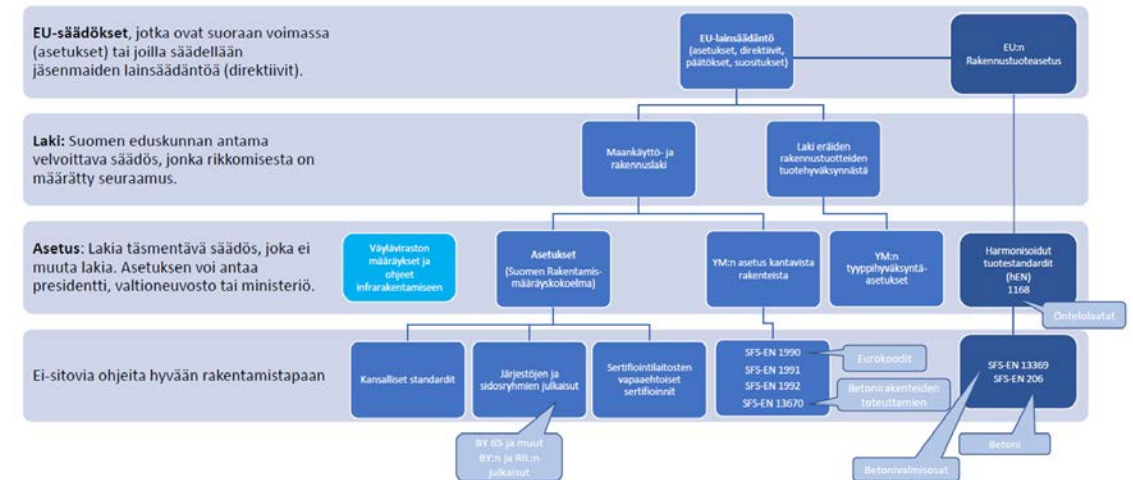 EU-säädökset, jotka ovat suoraan voimassa
(asetukset) tai joilla säädellään
jäsenmaiden lainsäädäntöä (direktiivit).
EU-lainsäädäntö
(asetukset, direktiivit,
päätökset, suositukset)
EU:n
Rakennustuoteasetus
Laki: Suomen eduskunnan antama
velvoittava säädös, jonka rikkomisesta on
määrätty seuraamus.
Maankäyttö- ja
rakennuslaki
Laki eräiden
rakennustuotteiden
tuotehyväksynnästä
Asetus: Lakia täsmentävä säädös, joka ei
muuta lakia. Asetuksen voi antaa
presidentti, valtioneuvosto tai ministeriö.
Väyläviraston
määräykset ja
ohjeet
infrarakentamiseen
Asetukset
(Suomen Rakentamis-
määräyskokoelma)
YM:n asetus kantavista
rakenteista
YM:n
tyyppihyväksyntä-
asetukset
Harmonisoidut
tuotestandardit
(hEN)
1168
Ontelolaatat
Ei-sitovia ohjeita hyvään rakentamistapaan
Kansalliset standardit
Järjestöjen ja
sidosryhmien julkaisut
Sertifiointilaitosten
vapaaehtoiset
sertifioinnit
SFS-EN 1990
SFS-EN 1991
SFS-EN 1992
SFS-EN 13670
Eurokoodit
Betonirakenteiden
toteuttamien
SFS-EN 13369
SFS-EN 206
BY 65 ja muut
BY:n ja RIL:n
julkaisut
Betonivalmisosat
Betoni